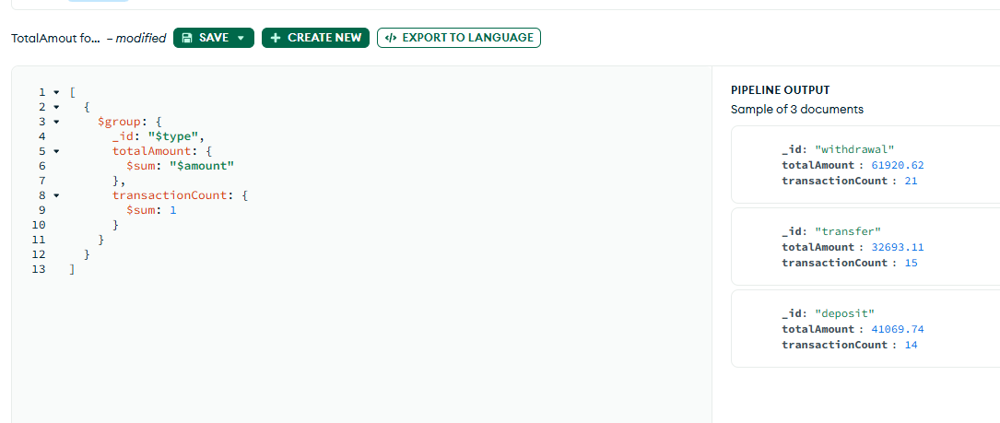 TotalAmout fo... – modified SAVE CREATE NEW EXPORT TO LANGUAGE
1 [
2 {
3 $group: {
4 _id: "$type",
5 totalAmount: {
6 $sum: "$amount"
7 },
8 transactionCount: {
9 $sum: 1
10 }
11 }
12 }
13 ]
PIPELINE OUTPUT
Sample of 3 documents
_id: "withdrawal"
totalAmount : 61920.62
transactionCount : 21
_id: "transfer"
totalAmount : 32693.11
transactionCount : 15
_id: "deposit"
totalAmount : 41069.74
transactionCount : 14